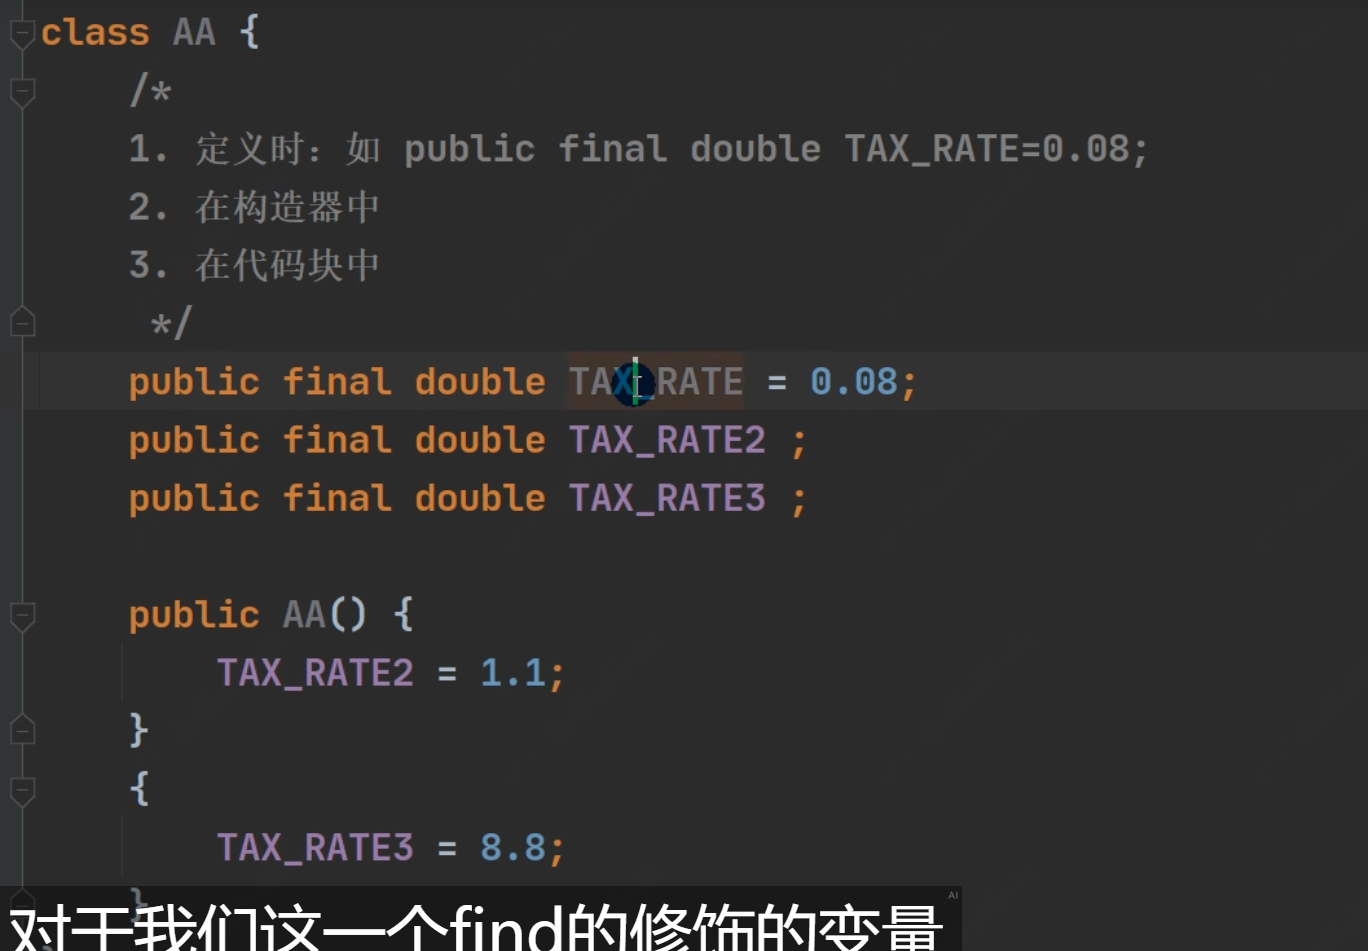 class AA {
/*
1. 定义时：如 public final double TAX_RATE=0.08;
2. 在构造器中
3. 在代码块中
*/
public final double TAX_RATE = 0.08;
public final double TAX_RATE2 ;
public final double TAX_RATE3 ;
public AA() {
TAX_RATE2 = 1.1;
}
{
TAX_RATE3 = 8.8;
}
AI
对于我们这一个find的修饰的变量